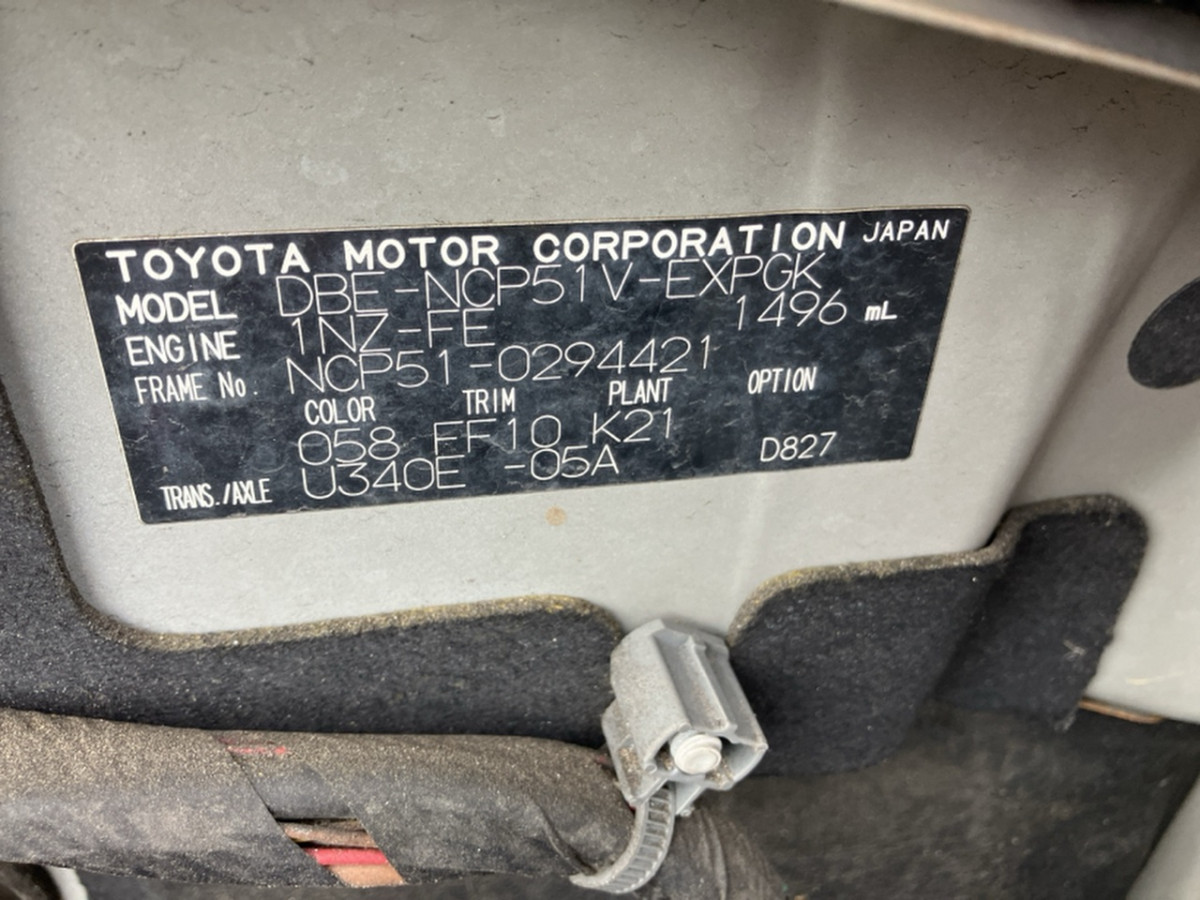 TOYOTA MOTOR CORPORATION JAPAN
MODEL DBE-NCP51V-EXPGK
ENGINE 1NZ-FE 1496 mL
FRAME No. NCP51-0294421
COLOR TRIM PLANT OPTION
058 FF10 K21
TRANS./AXLE U340E -05A D827